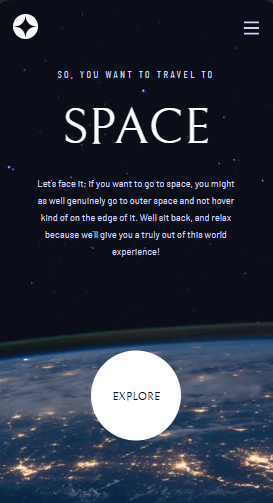 SO, YOU WANT TO TRAVEL TO
SPACE
Let's face it; if you want to go to space, you might
as well genuinely go to outer space and not hover
kind of on the edge of it. Well sit back, and relax
because we'll give you a truly out of this world
experience!
EXPLORE